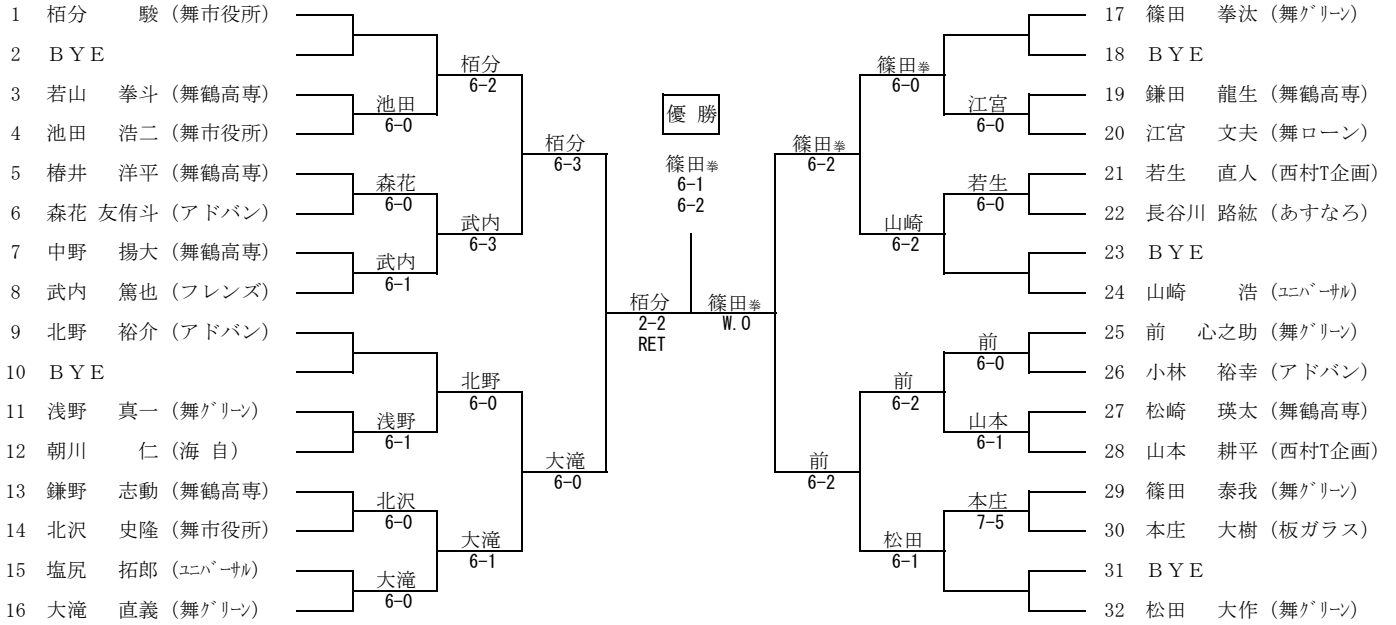 1 栢分 駿 (舞市役所)
2 BYE
3 若山 拳斗 (舞鶴高専)
4 池田 浩二 (舞市役所)
5 椿井 洋平 (舞鶴高専)
6 森花 友侑斗 (アドバン)
7 中野 揚大 (舞鶴高専)
8 武内 篤也 (フレンズ)
9 北野 裕介 (アドバン)
10 BYE
11 浅野 真一 (舞グリーン)
12 朝川 仁 (海 自)
13 鎌野 志動 (舞鶴高専)
14 北沢 史隆 (舞市役所)
15 塩尻 拓郎 (ユニバーサル)
16 大滝 直義 (舞グリーン)
池田
6-0
森花
6-0
武内
6-1
浅野
6-1
北沢
6-0
大滝
6-0
栢分
6-2
武内
6-3
北野
6-0
大滝
6-1
栢分
6-3
大滝
6-0
栢分
2-2
RET
優 勝
篠田拳
6-1
6-2
篠田拳
W.O
篠田拳
6-2
前
6-2
篠田拳
6-0
山崎
6-2
前
6-2
松田
6-1
江宮
6-0
若生
6-0
前
6-0
山本
6-1
本庄
7-5
17 篠田 拳汰 (舞グリーン)
18 BYE
19 鎌田 龍生 (舞鶴高専)
20 江宮 文夫 (舞ローン)
21 若生 直人 (西村T企画)
22 長谷川 路紘 (あすなろ)
23 BYE
24 山崎 浩 (ユニバーサル)
25 前 心之助 (舞グリーン)
26 小林 裕幸 (アドバン)
27 松崎 瑛太 (舞鶴高専)
28 山本 耕平 (西村T企画)
29 篠田 泰我 (舞グリーン)
30 本庄 大樹 (板ガラス)
31 BYE
32 松田 大作 (舞グリーン)